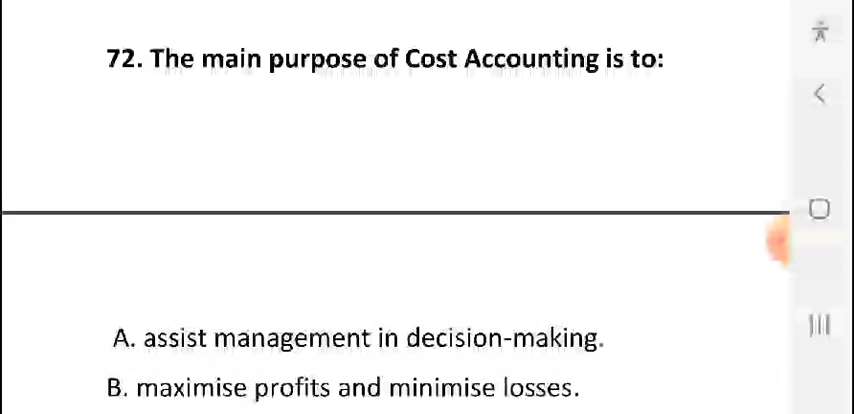 72. The main purpose of Cost Accounting is to:
A. assist management in decision-making.
B. maximise profits and minimise losses.